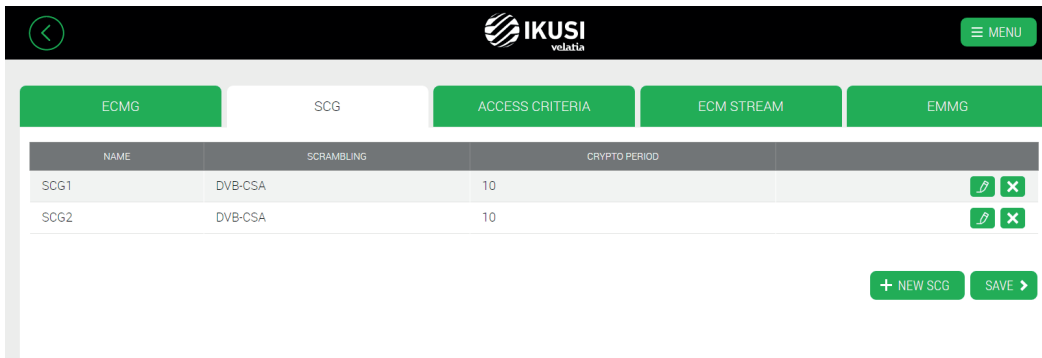 IKUSI
velatia
MENU
ECMG SCG ACCESS CRITERIA ECM STREAM EMMG
NAME SCRAMBLING CRYPTO PERIOD
SCG1 DVB-CSA 10
SCG2 DVB-CSA 10
+ NEW SCG SAVE